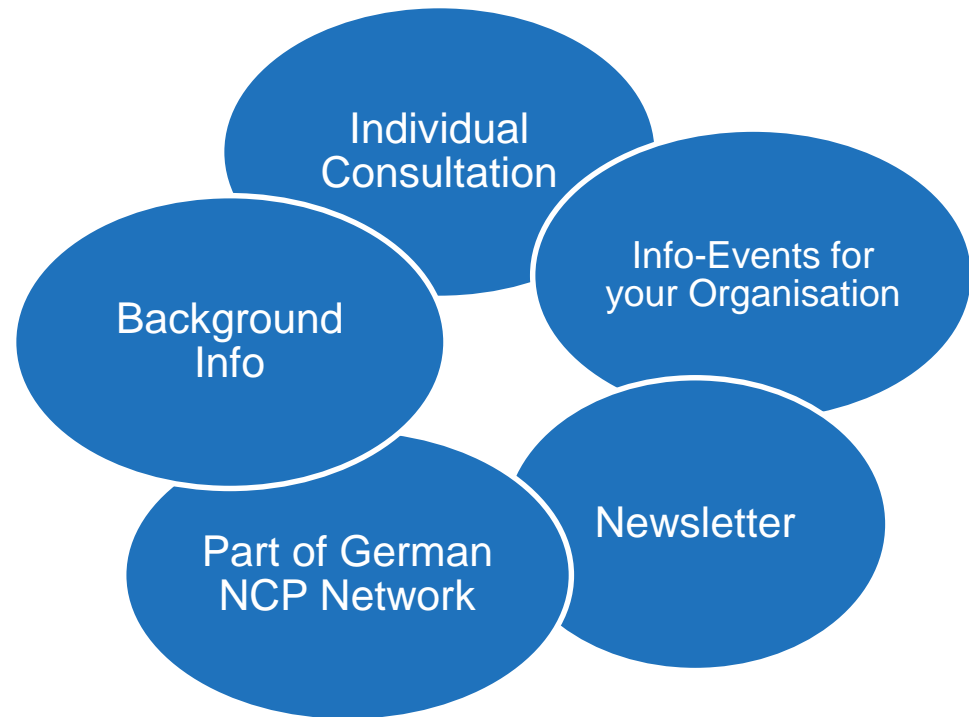 Individual
Consultation
Info-Events for
your Organisation
Newsletter
Part of German
NCP Network
Background
Info